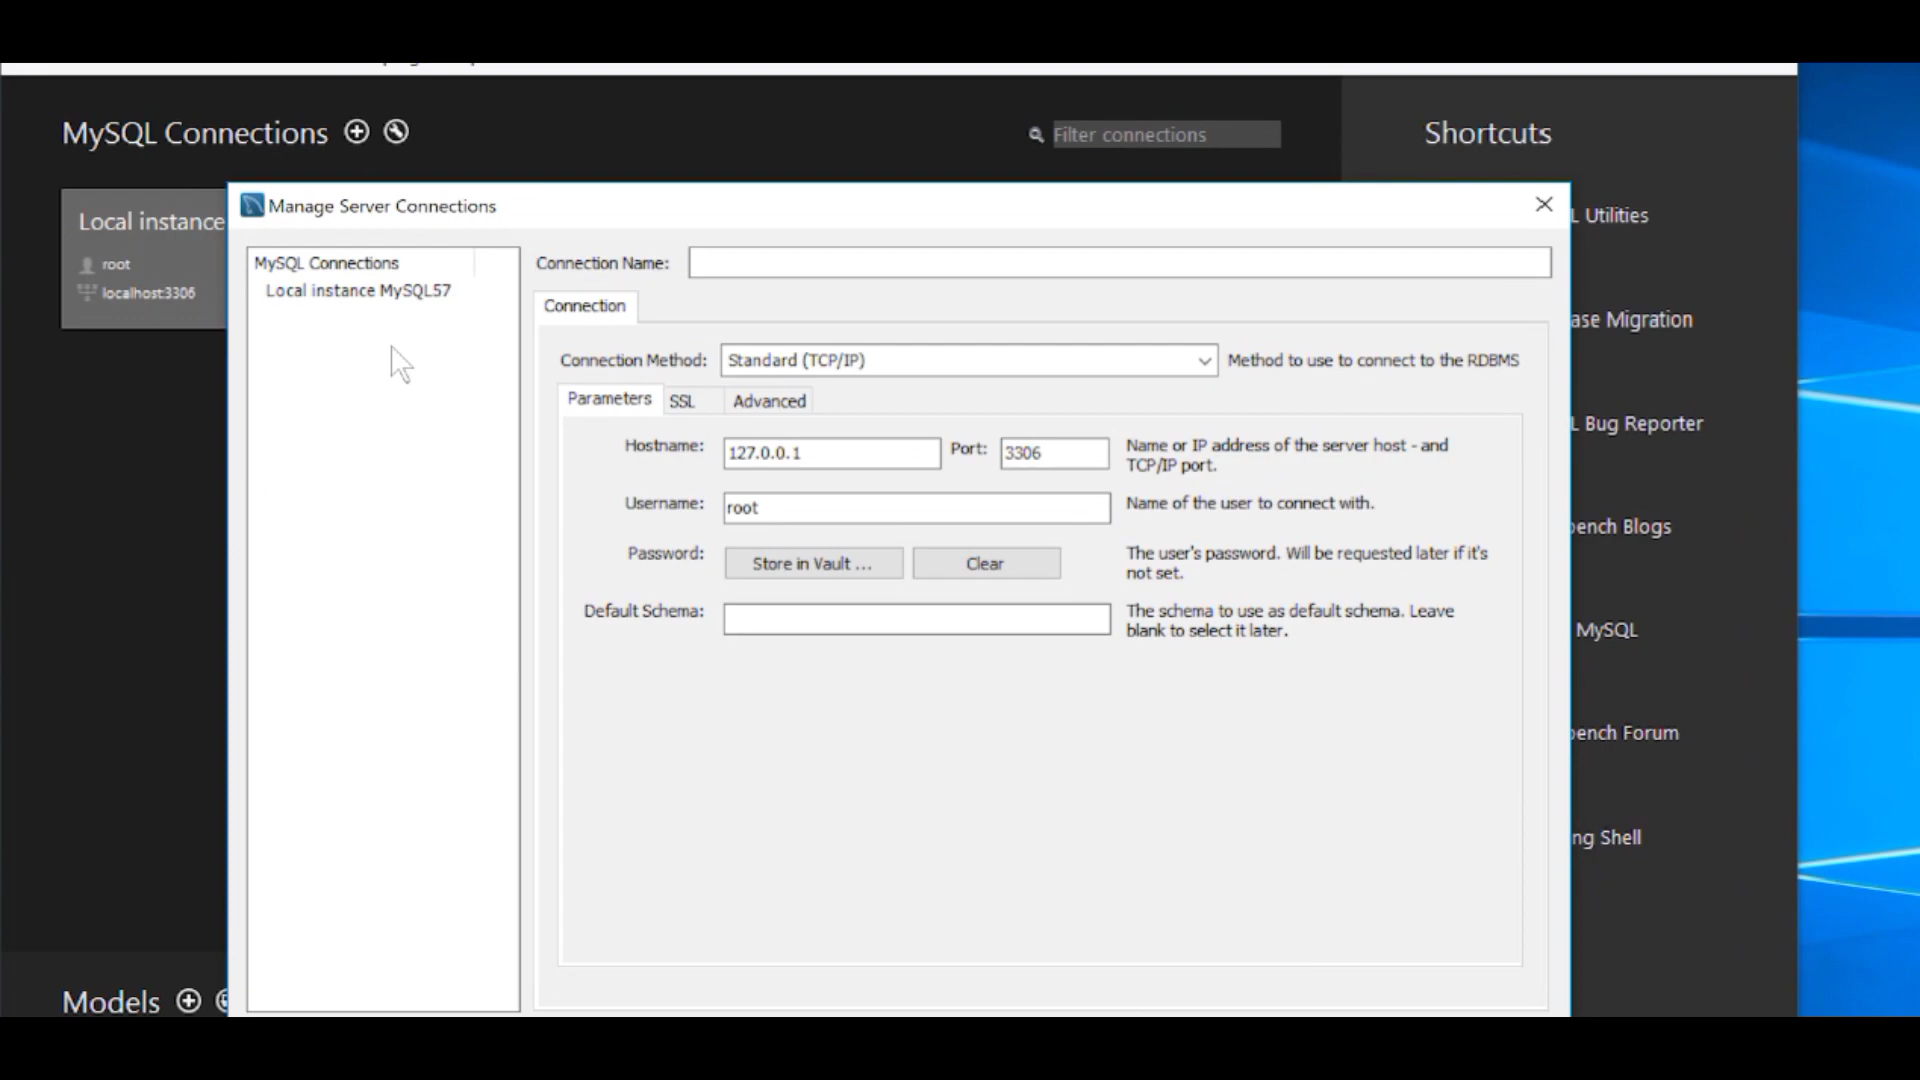 MySQL Connections
Filter connections
Shortcuts
Local instance
root
localhost:3306
Manage Server Connections
MySQL Connections
Local instance MySQL57
Connection Name:
Connection
Connection Method: Standard (TCP/IP) Method to use to connect to the RDBMS
Parameters SSL Advanced
Hostname: 127.0.0.1 Port: 3306 Name or IP address of the server host - and
TCP/IP port.
Username: root Name of the user to connect with.
Password: Store in Vault ... Clear The user's password. Will be requested later if it's
not set.
Default Schema: The schema to use as default schema. Leave
blank to select it later.
L Utilities
ase Migration
L Bug Reporter
ench Blogs
MySQL
ench Forum
ng Shell
Models